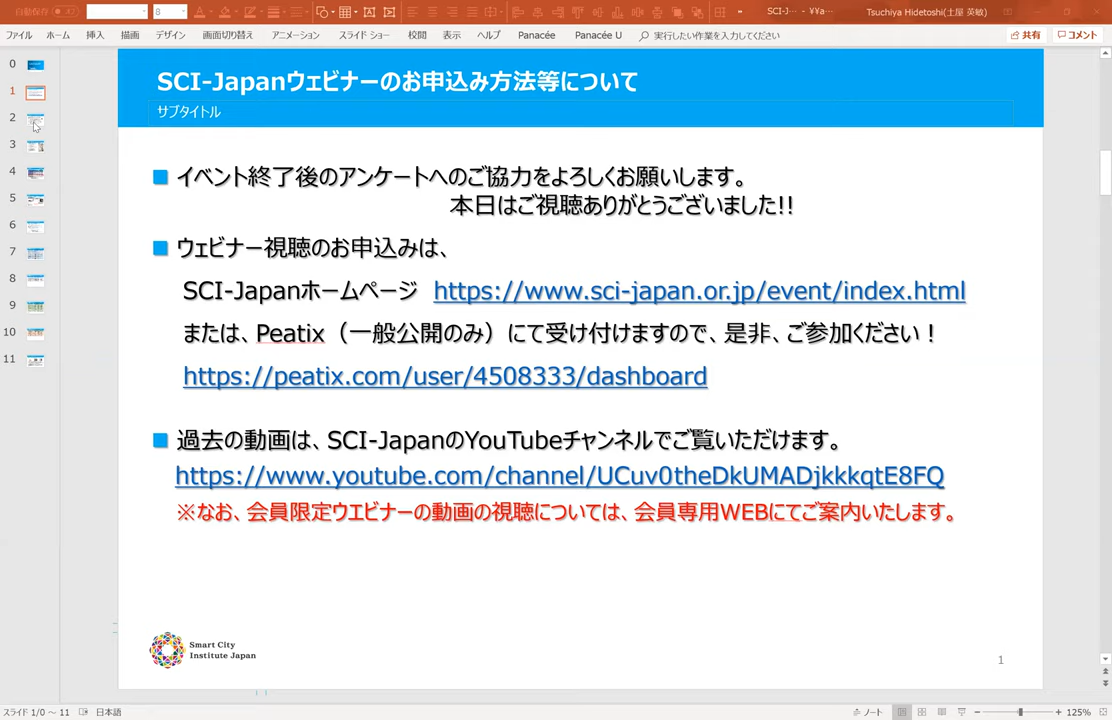 自動保存 オフ 8 SCI-J… - ¥Ya… Tsuchiya Hidetoshi(土屋 英敏)
ファイル ホーム 挿入 描画 デザイン 画面切り替え アニメーション スライド ショー 校閲 表示 ヘルプ Panacée Panacée U 実行したい作業を入力してください 共有 コメント
0
1
2
3
4
5
6
7
8
9
10
11
SCI-Japanウェビナーのお申込み方法等について
サブタイトル
イベント終了後のアンケートへのご協力をよろしくお願いします。
本日はご視聴ありがとうございました!!
ウェビナー視聴のお申込みは、
SCI-Japanホームページ https://www.sci-japan.or.jp/event/index.html
または、Peatix（一般公開のみ）にて受け付けますので、是非、ご参加ください！
https://peatix.com/user/4508333/dashboard
過去の動画は、SCI-JapanのYouTubeチャンネルでご覧いただけます。
https://www.youtube.com/channel/UCuv0theDkUMADjkkkqtE8FQ
※なお、会員限定ウエビナーの動画の視聴については、会員専用WEBにてご案内いたします。
Smart City
Institute Japan
1
スライド 1/0 ～ 11 日本語 ノート 125%